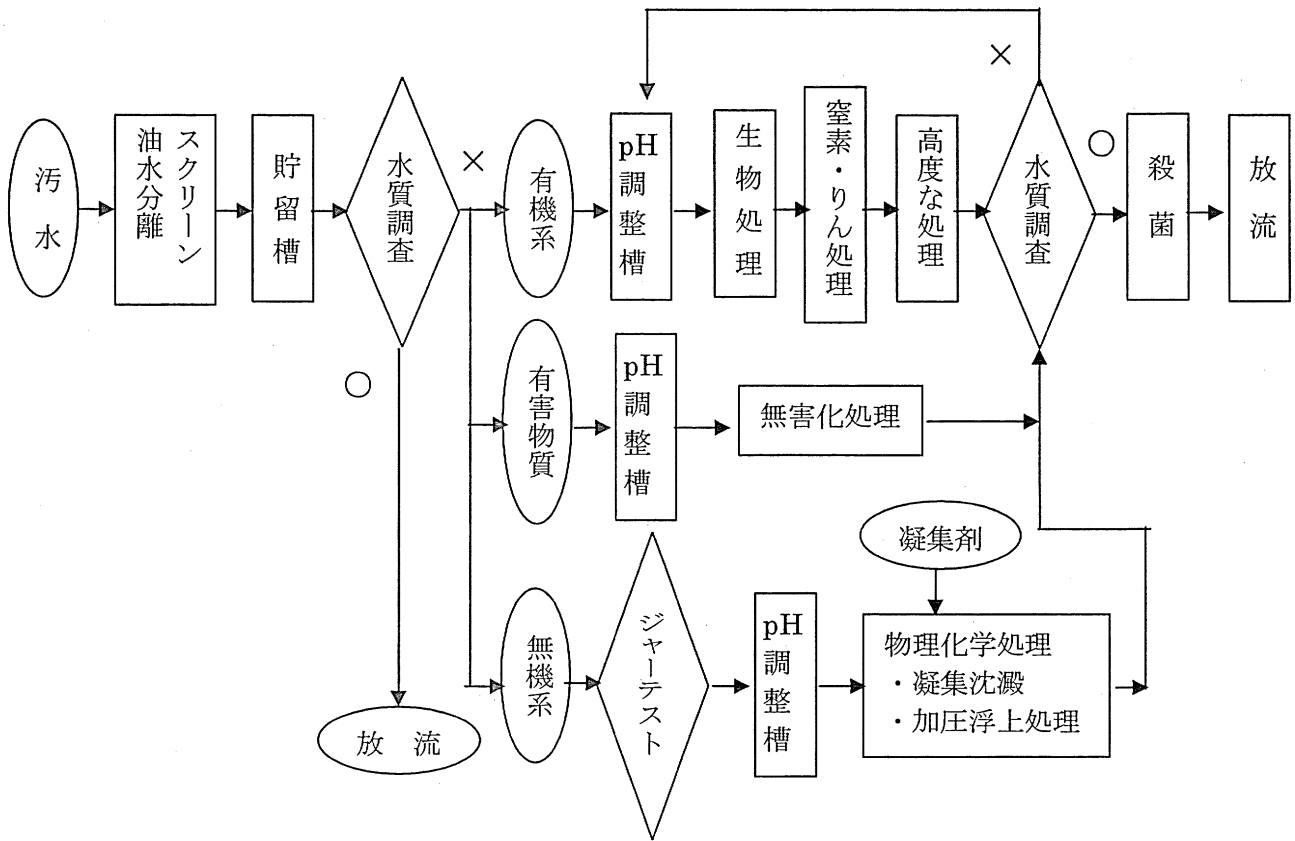 汚水
スクリーン
油水分離
貯留槽
水質調査
×
○
放流
有機系
pH調整槽
生物処理
窒素・りん処理
高度な処理
水質調査
×
○
殺菌
放流
有害物質
pH調整槽
無害化処理
無機系
ジャーテスト
pH調整槽
凝集剤
物理化学処理
・凝集沈澱
・加圧浮上処理